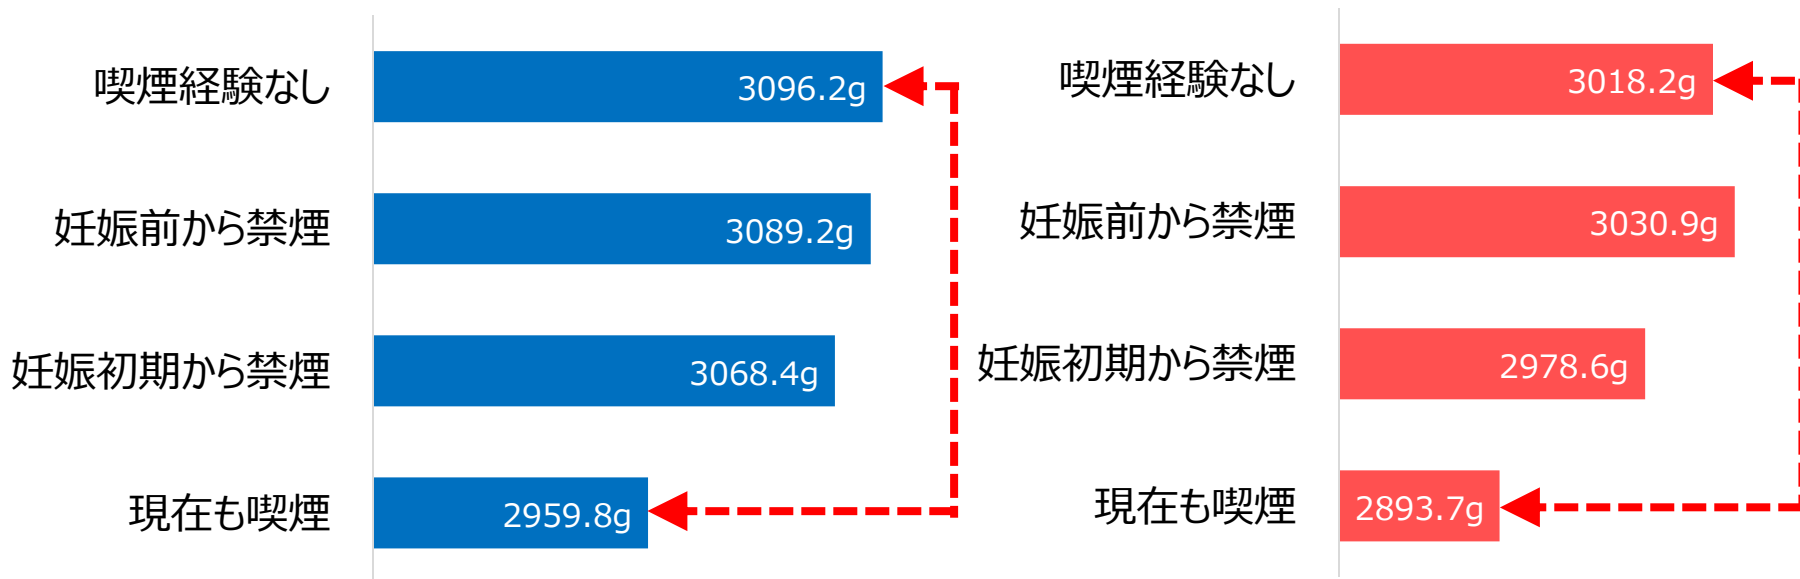 喫煙経験なし
3096.2g
妊娠前から禁煙
3089.2g
妊娠初期から禁煙
3068.4g
現在も喫煙
2959.8g
喫煙経験なし
3018.2g
妊娠前から禁煙
3030.9g
妊娠初期から禁煙
2978.6g
現在も喫煙
2893.7g